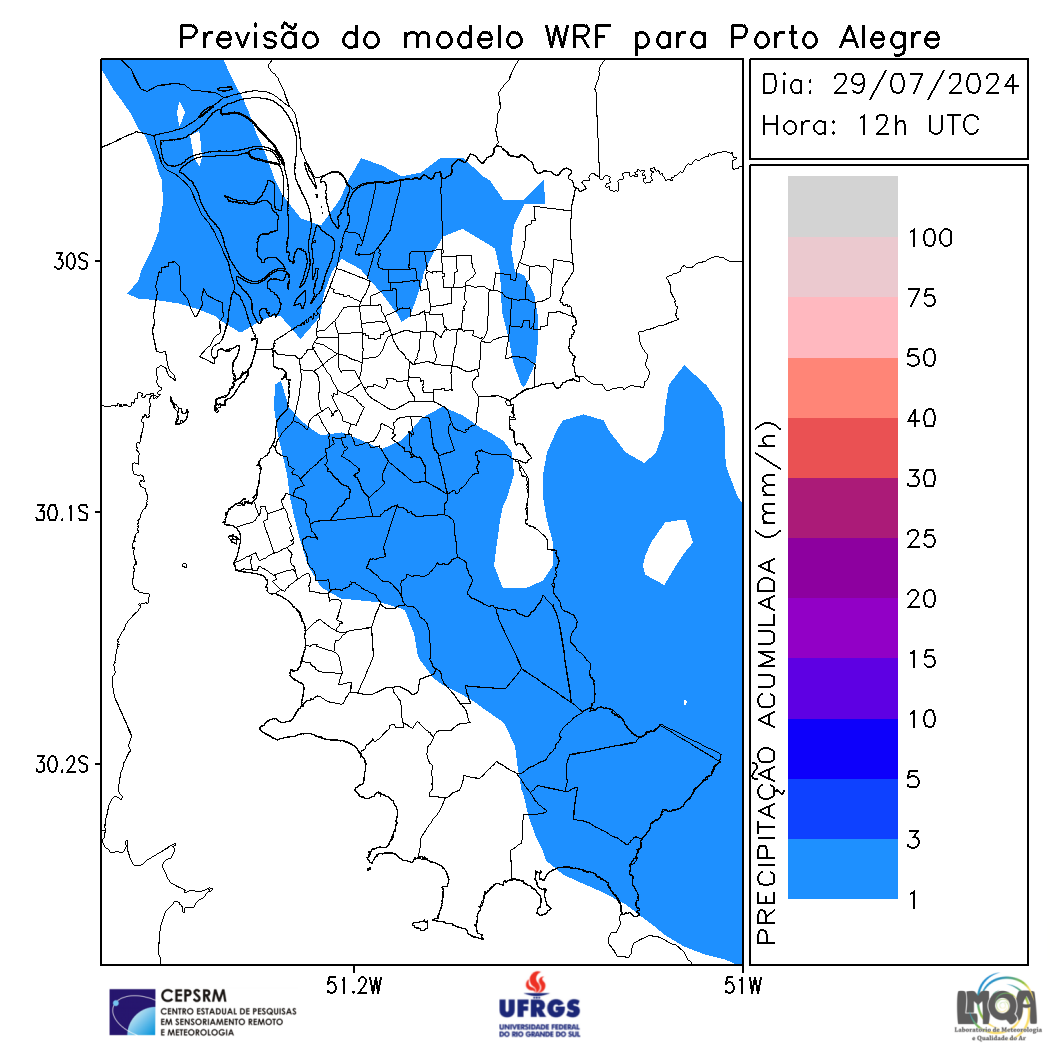 Previsão do modelo WRF para Porto Alegre
Dia: 29/07/2024
Hora: 12h UTC
30S
30.1S
30.2S
51.2W
51W
PRECIPITAÇÃO ACUMULADA (mm/h)
100
75
50
40
30
25
20
15
10
5
3
1
CEPSRM
CENTRO ESTADUAL DE PESQUISAS
EM SENSORIAMENTO REMOTO
E METEOROLOGIA
UFRGS
UNIVERSIDADE FEDERAL
DO RIO GRANDE DO SUL
LMQA
Laboratório de Meteorologia
e Qualidade do Ar